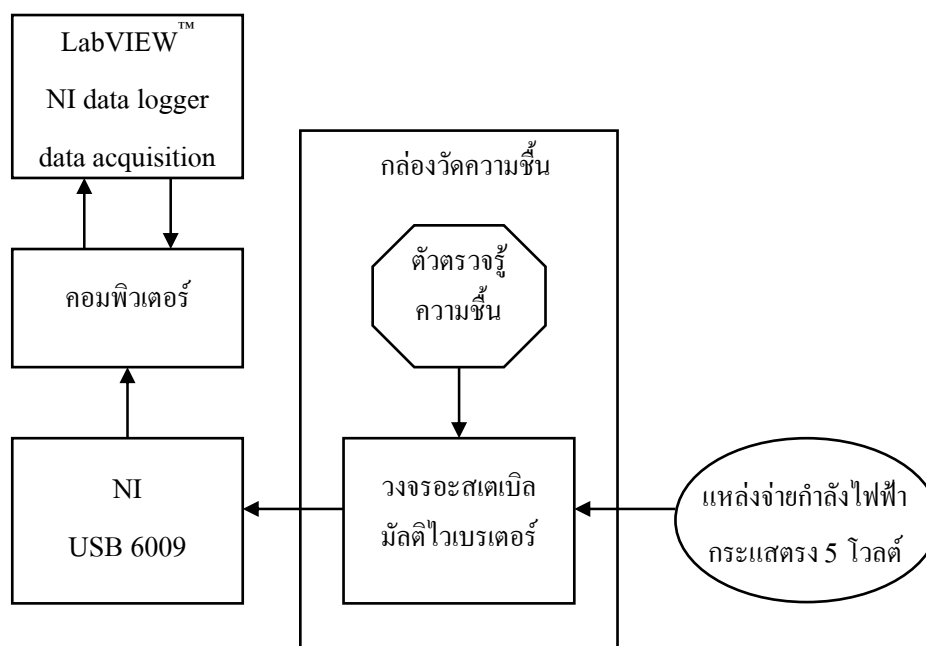 LabVIEW™
NI data logger
data acquisition
กล่องวัดความชื้น
ตัวตรวจรู้
ความชื้น
คอมพิวเตอร์
NI
USB 6009
วงจรอะสเตเบิล
มัลติไวเบรเตอร์
แหล่งจ่ายกำลังไฟฟ้า
กระแสตรง 5 โวลต์